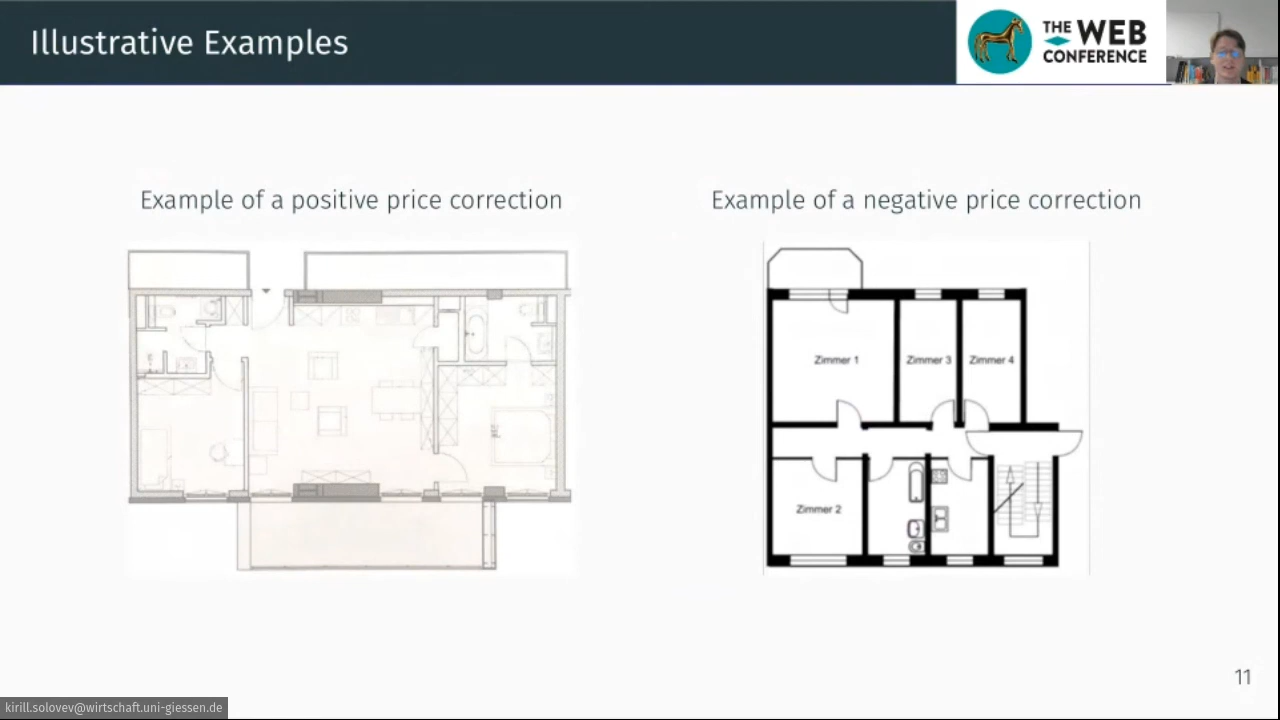 Illustrative Examples
THE WEB
CONFERENCE
Example of a positive price correction
Example of a negative price correction
Zimmer 1
Zimmer 3
Zimmer 4
Zimmer 2
11
kirill.solovev@wirtschaft.uni-giessen.de